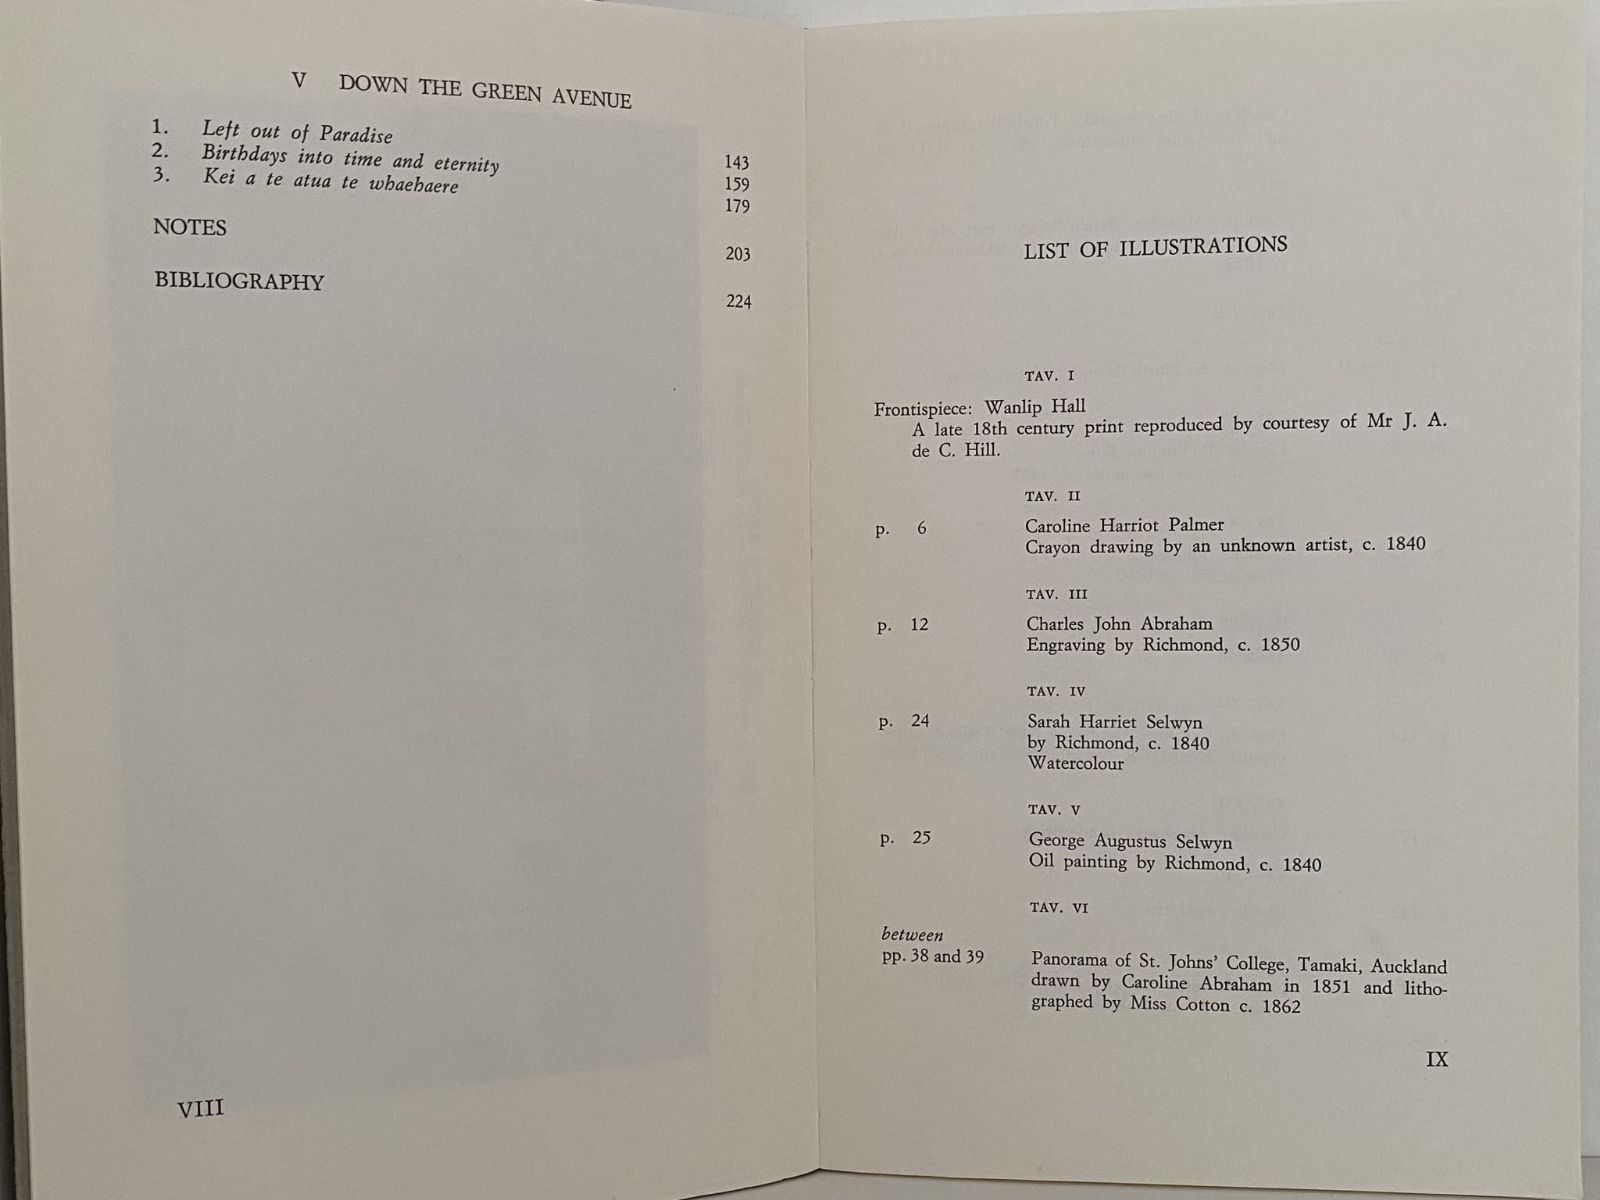 V DOWN THE GREEN AVENUE
1. Left out of Paradise 143
2. Birthdays into time and eternity 159
3. Kei a te atua te whaehaere 179
NOTES 203
BIBLIOGRAPHY 224
VIII
LIST OF ILLUSTRATIONS
TAV. I
Frontispiece: Wanlip Hall
A late 18th century print reproduced by courtesy of Mr J. A.
de C. Hill.
TAV. II
p. 6 Caroline Harriot Palmer
Crayon drawing by an unknown artist, c. 1840
TAV. III
p. 12 Charles John Abraham
Engraving by Richmond, c. 1850
TAV. IV
p. 24 Sarah Harriet Selwyn
by Richmond, c. 1840
Watercolour
TAV. V
p. 25 George Augustus Selwyn
Oil painting by Richmond, c. 1840
TAV. VI
between
pp. 38 and 39 Panorama of St. Johns' College, Tamaki, Auckland
drawn by Caroline Abraham in 1851 and litho-
graphed by Miss Cotton c. 1862
IX